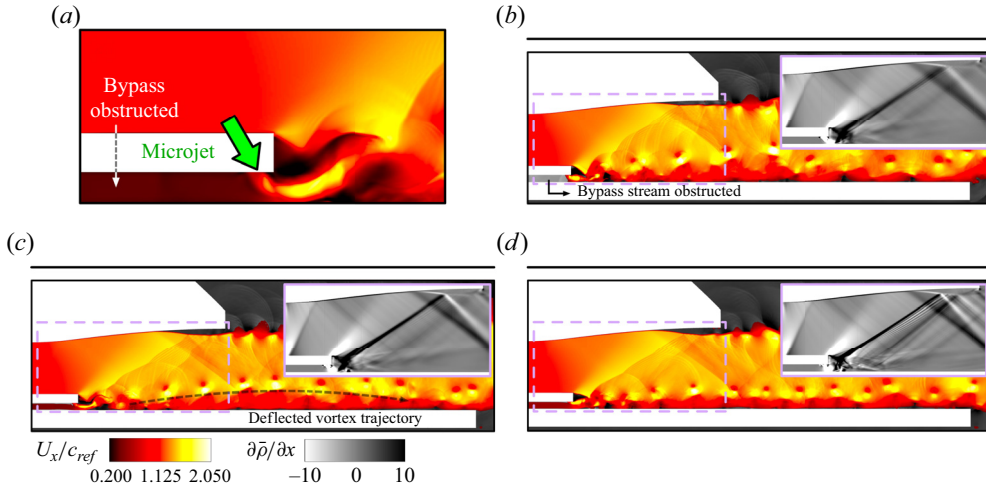 (a)
Bypass
obstructed
Microjet
(b)
Bypass stream obstructed
(c)
Deflected vortex trajectory
(d)
U_x/c_ref
0.200 1.125 2.050
∂ρ̄/∂x
−10 0 10